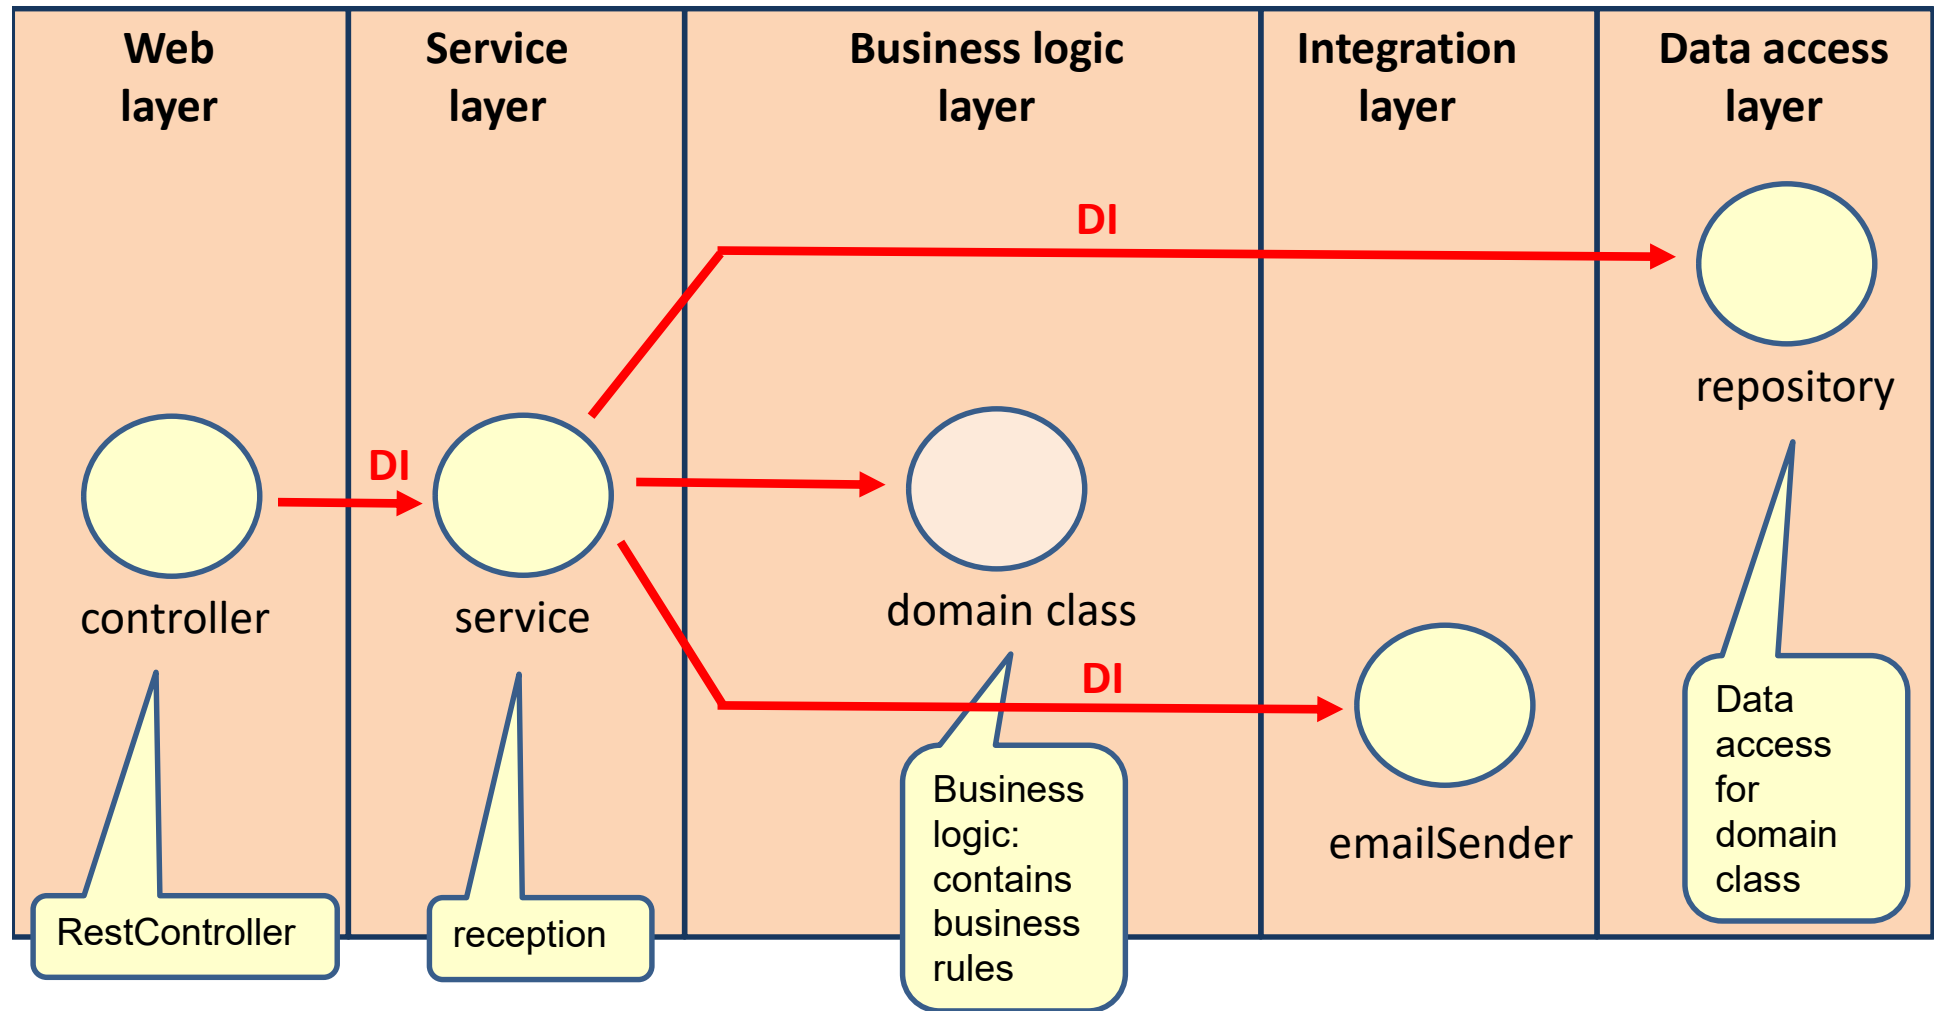 Web
layer
Service
layer
Business logic
layer
Integration
layer
Data access
layer
DI
repository
DI
controller
service
domain class
DI
emailSender
RestController
reception
Business
logic:
contains
business
rules
Data
access
for
domain
class